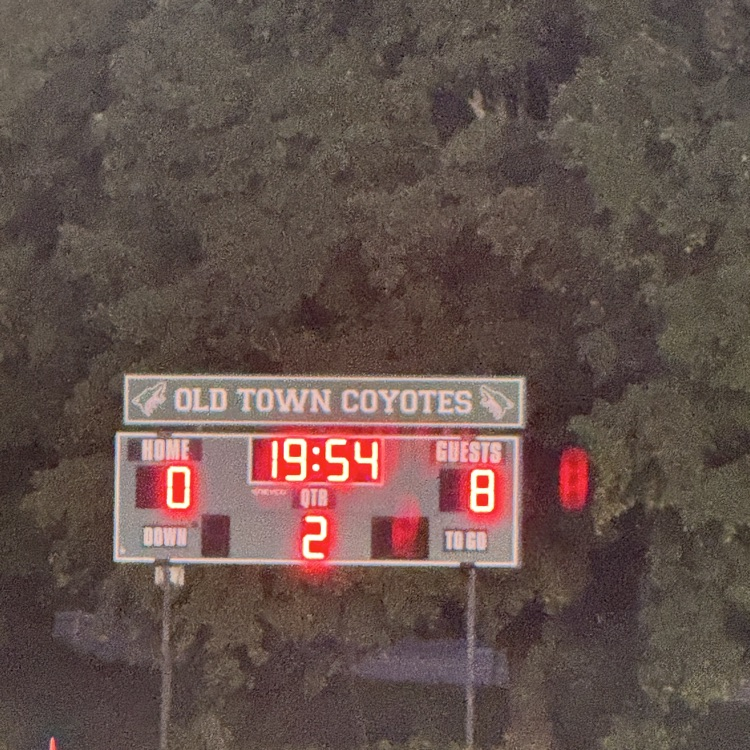 OLD TOWN COYOTES
HOME 19:54 GUESTS
0 QTR 8
DOWN 2 TO GO